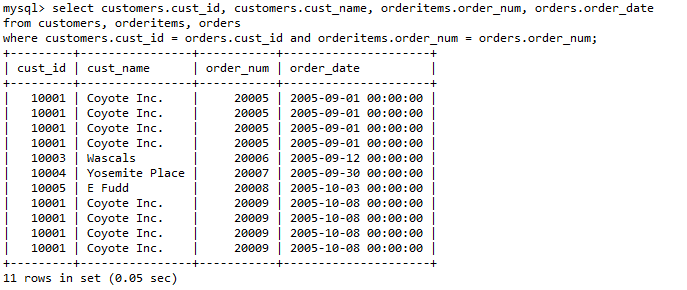 mysql> select customers.cust_id, customers.cust_name, orderitems.order_num, orders.order_date
from customers, orderitems, orders
where customers.cust_id = orders.cust_id and orderitems.order_num = orders.order_num;
+---------+----------------+-----------+---------------------+
| cust_id | cust_name      | order_num | order_date          |
+---------+----------------+-----------+---------------------+
|   10001 | Coyote Inc.    |     20005 | 2005-09-01 00:00:00 |
|   10001 | Coyote Inc.    |     20005 | 2005-09-01 00:00:00 |
|   10001 | Coyote Inc.    |     20005 | 2005-09-01 00:00:00 |
|   10001 | Coyote Inc.    |     20005 | 2005-09-01 00:00:00 |
|   10003 | Wascals        |     20006 | 2005-09-12 00:00:00 |
|   10004 | Yosemite Place |     20007 | 2005-09-30 00:00:00 |
|   10005 | E Fudd         |     20008 | 2005-10-03 00:00:00 |
|   10001 | Coyote Inc.    |     20009 | 2005-10-08 00:00:00 |
|   10001 | Coyote Inc.    |     20009 | 2005-10-08 00:00:00 |
|   10001 | Coyote Inc.    |     20009 | 2005-10-08 00:00:00 |
|   10001 | Coyote Inc.    |     20009 | 2005-10-08 00:00:00 |
+---------+----------------+-----------+---------------------+
11 rows in set (0.05 sec)